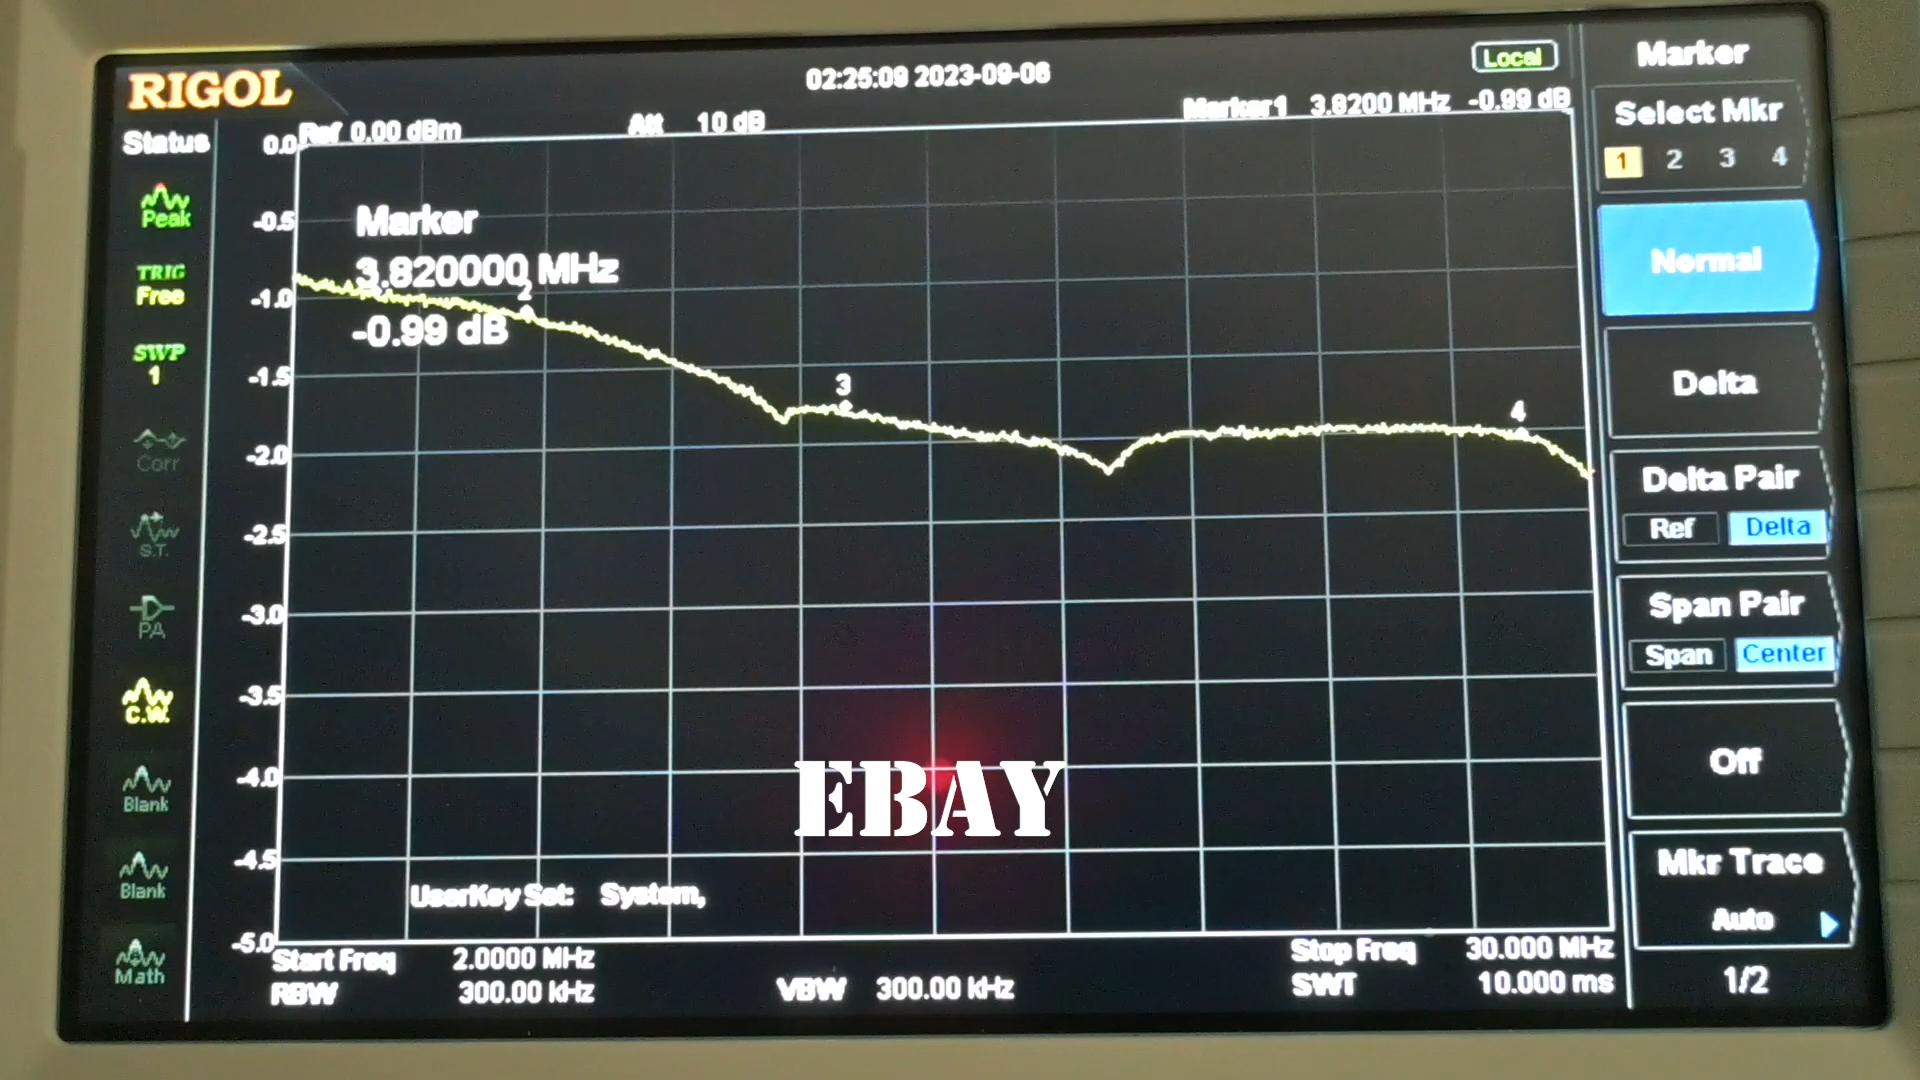 RIGOL
02:25:09 2023-09-06
Local
Status
Ref 0.00 dBm
Att 10 dB
Marker1 3.8200 MHz -0.99 dB
Peak
TRIG
Free
SWP
1
Corr
S.T.
PA
C.W.
Blank
Blank
Math
0.0
-0.5
-1.0
-1.5
-2.0
-2.5
-3.0
-3.5
-4.0
-4.5
-5.0
Marker
3.820000 MHz
-0.99 dB
2
3
4
EBAY
UserKey Set: System,
Start Freq 2.0000 MHz
Stop Freq 30.000 MHz
RBW 300.00 kHz
VBW 300.00 kHz
SWT 10.000 ms
Marker
Select Mkr
1 2 3 4
Normal
Delta
Delta Pair
Ref Delta
Span Pair
Span Center
Off
Mkr Trace
Auto
1/2